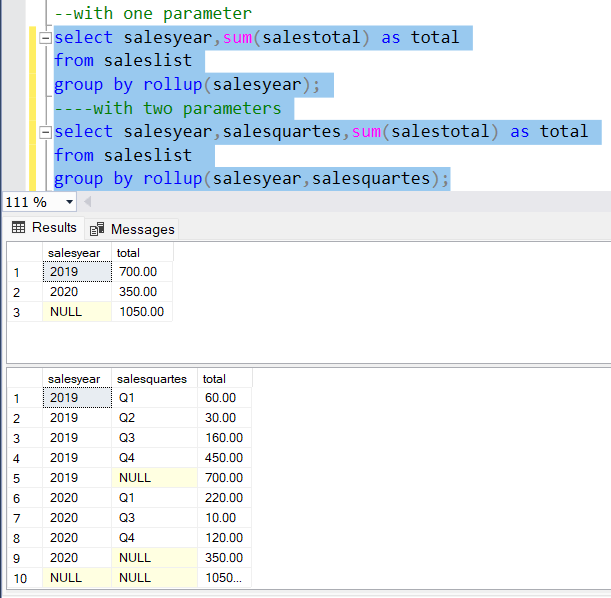 --with one parameter
select salesyear,sum(salestotal) as total
from saleslist
group by rollup(salesyear);
----with two parameters
select salesyear,salesquartes,sum(salestotal) as total
from saleslist
group by rollup(salesyear,salesquartes);
111 %
Results Messages
salesyear total
1 2019 700.00
2 2020 350.00
3 NULL 1050.00
salesyear salesquartes total
1 2019 Q1 60.00
2 2019 Q2 30.00
3 2019 Q3 160.00
4 2019 Q4 450.00
5 2019 NULL 700.00
6 2020 Q1 220.00
7 2020 Q3 10.00
8 2020 Q4 120.00
9 2020 NULL 350.00
10 NULL NULL 1050...